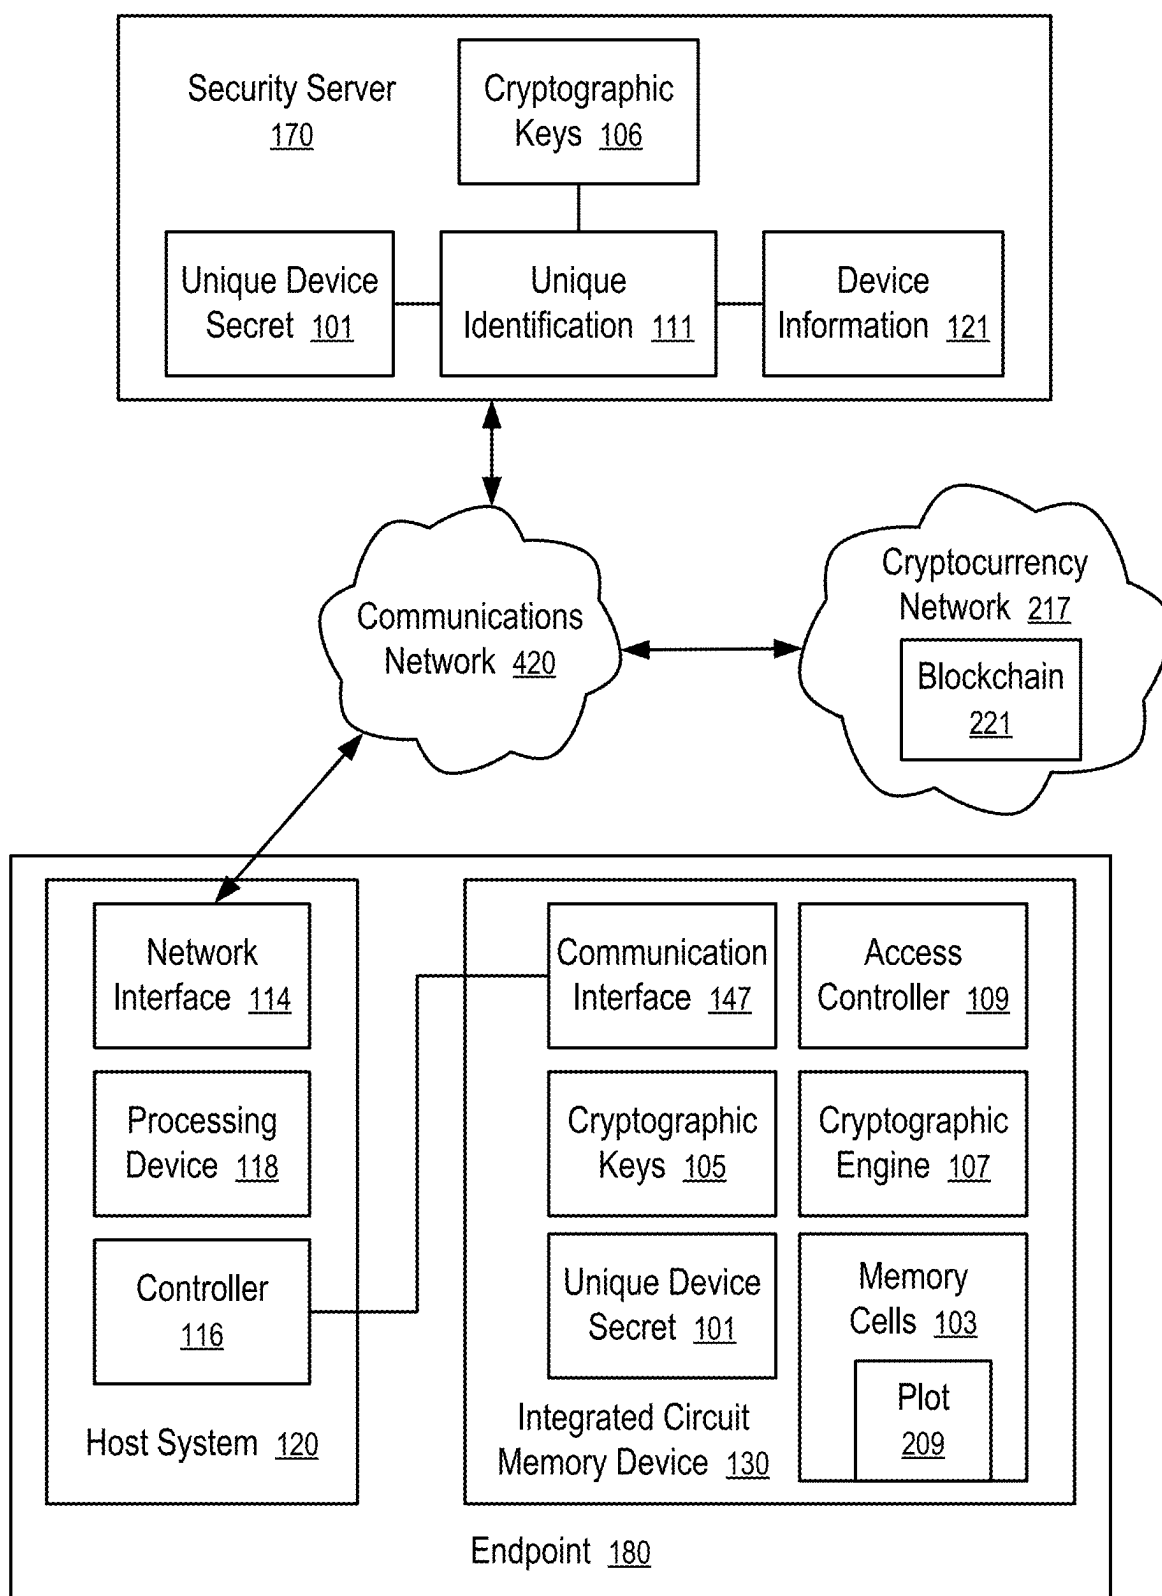 Security Server
170
Cryptographic
Keys 106
Unique Device
Secret 101
Unique
Identification 111
Device
Information 121
Communications
Network 420
Cryptocurrency
Network 217
Blockchain
221
Network
Interface 114
Processing
Device 118
Controller
116
Host System 120
Communication
Interface 147
Access
Controller 109
Cryptographic
Keys 105
Cryptographic
Engine 107
Unique Device
Secret 101
Memory
Cells 103
Plot
209
Integrated Circuit
Memory Device 130
Endpoint 180